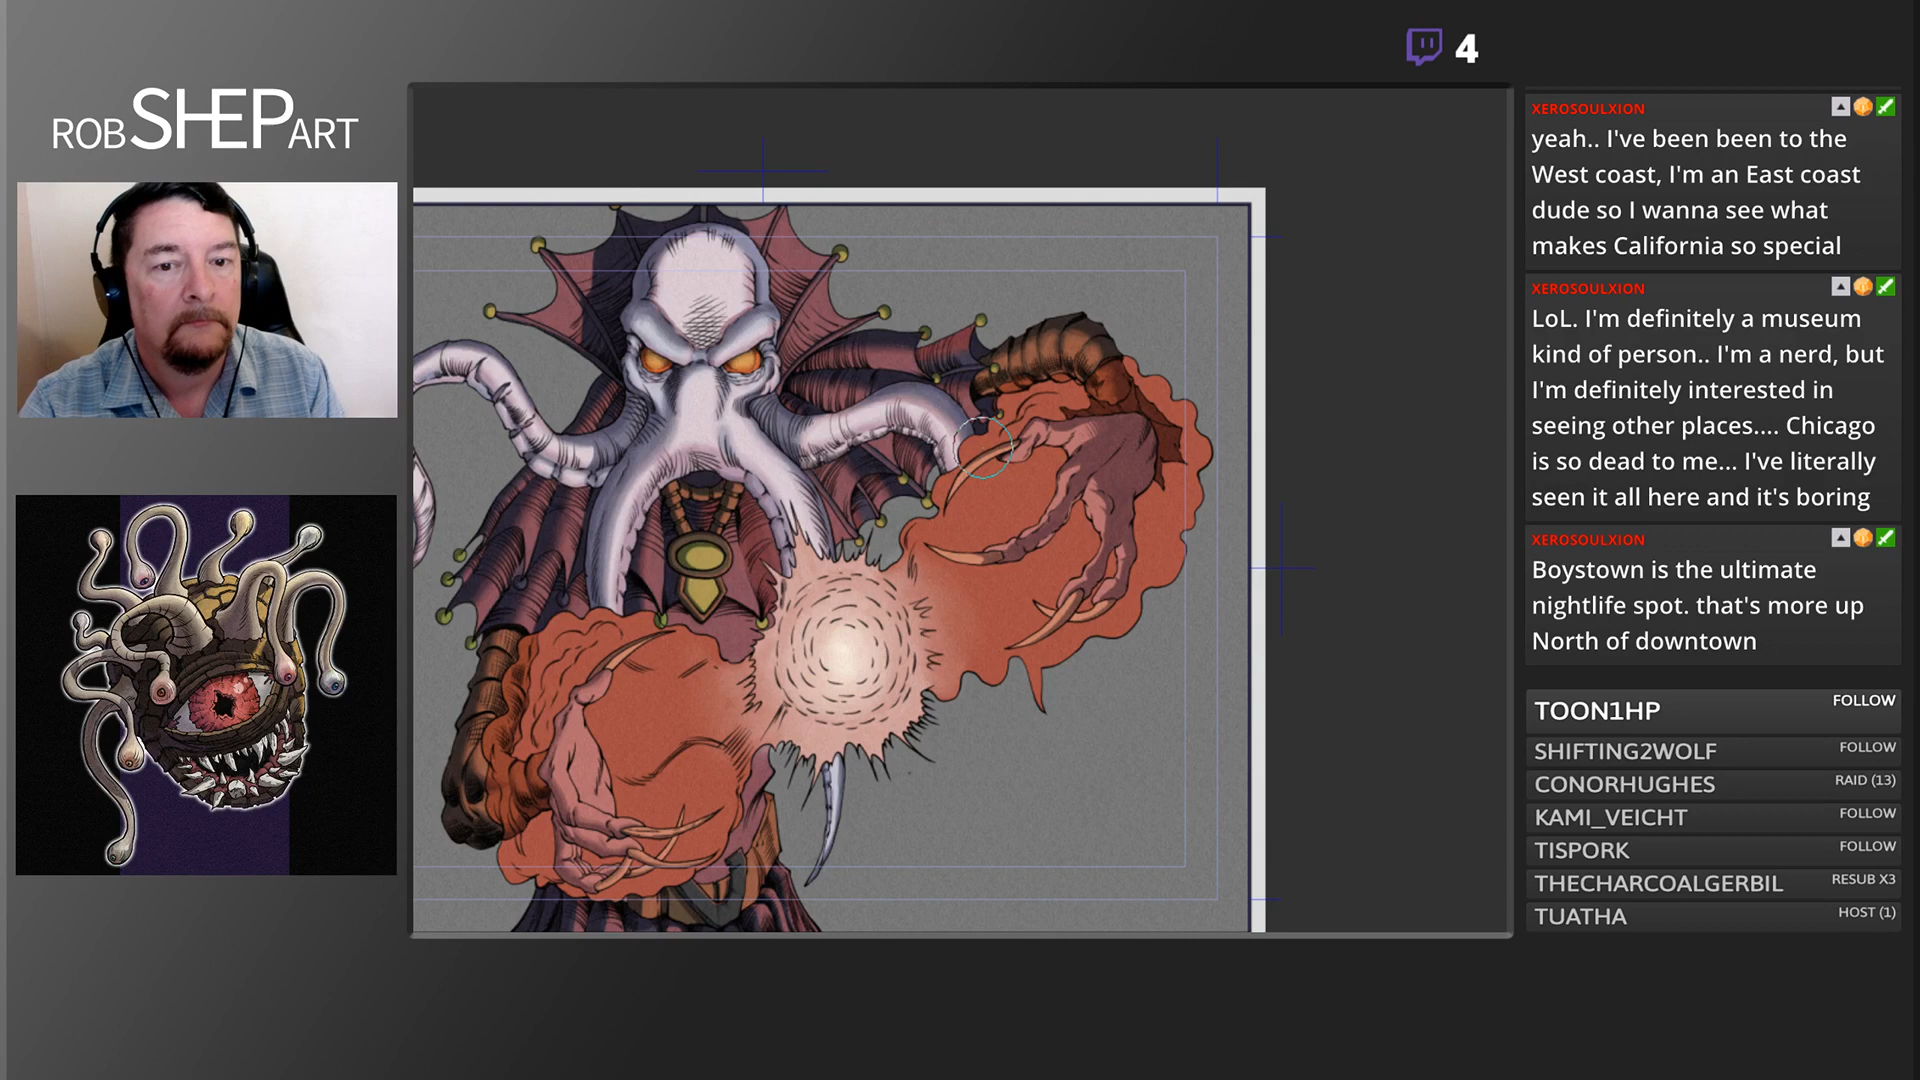 4
ROB SHEP ART
XEROSOULXION
yeah.. I've been been to the
West coast, I'm an East coast
dude so I wanna see what
makes California so special
XEROSOULXION
LoL. I'm definitely a museum
kind of person.. I'm a nerd, but
I'm definitely interested in
seeing other places.... Chicago
is so dead to me... I've literally
seen it all here and it's boring
XEROSOULXION
Boystown is the ultimate
nightlife spot. that's more up
North of downtown
TOON1HP FOLLOW
SHIFTING2WOLF FOLLOW
CONORHUGHES RAID (13)
KAMI_VEICHT FOLLOW
TISPORK FOLLOW
THECHARCOALGERBIL RESUB X3
TUATHA HOST (1)